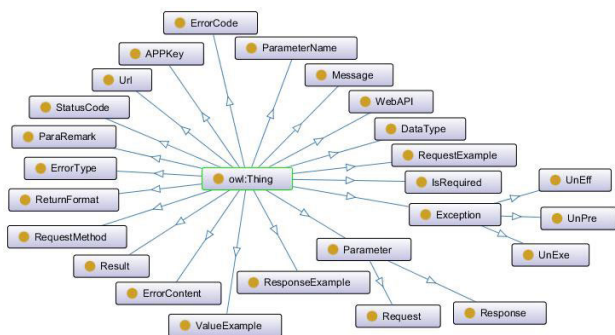 ErrorCode
APPKey
ParameterName
Url
Message
StatusCode
WebAPI
ParaRemark
DataType
ErrorType
RequestExample
owl:Thing
IsRequired
UnEff
ReturnFormat
Exception
UnPre
RequestMethod
Parameter
UnExe
Result
ResponseExample
ErrorContent
Request
Response
ValueExample